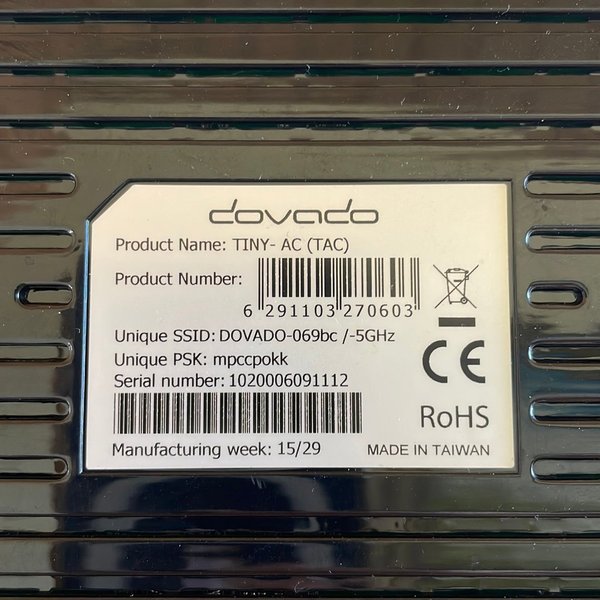 dovado
Product Name: TINY- AC (TAC)
Product Number:
6 291103 270603
Unique SSID: DOVADO-069bc /-5GHz
Unique PSK: mpccpokk
Serial number: 1020006091112
CE
RoHS
Manufacturing week: 15/29
MADE IN TAIWAN